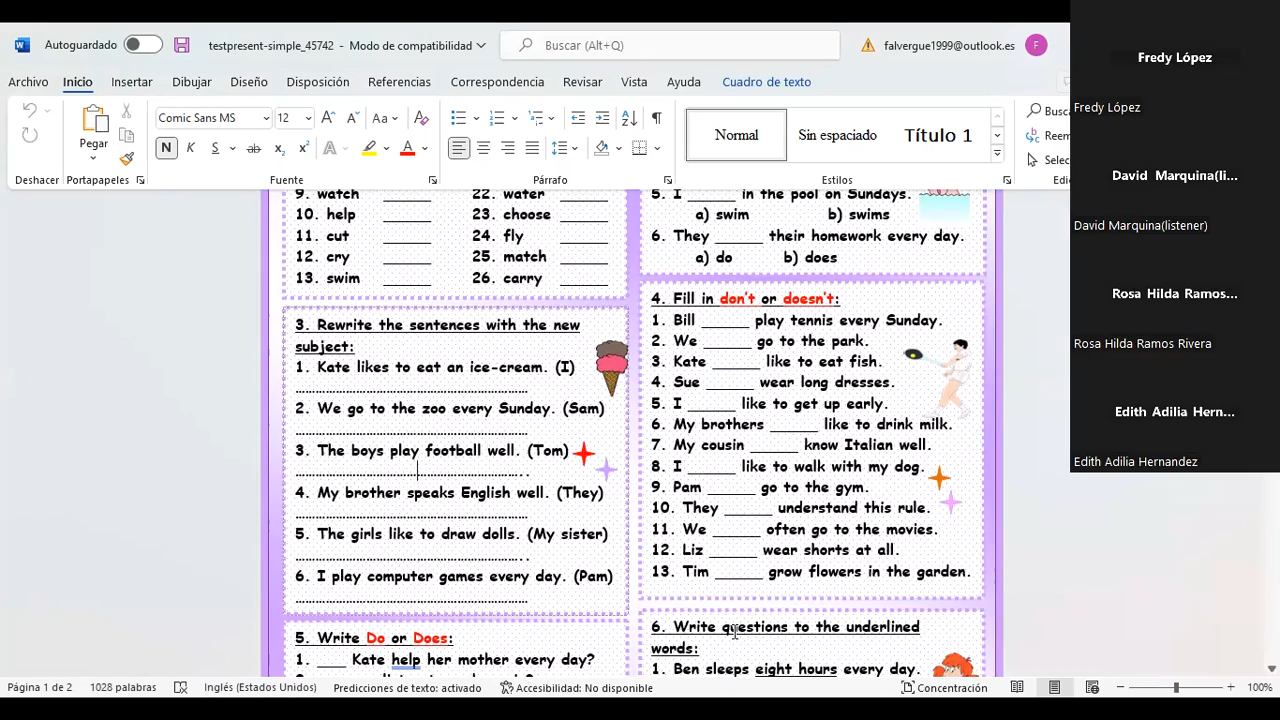 Autoguardado
testpresent-simple_45742 - Modo de compatibilidad
Buscar (Alt+Q)
falvergue1999@outlook.es
F
Archivo Inicio Insertar Dibujar Diseño Disposición Referencias Correspondencia Revisar Vista Ayuda Cuadro de texto
Pegar
Comic Sans MS 12
Normal Sin espaciado Título 1
Deshacer Portapapeles Fuente Párrafo Estilos
9. watch ______ 22. water ______
10. help ______ 23. choose ______
11. cut ______ 24. fly ______
12. cry ______ 25. match ______
13. swim ______ 26. carry ______
3. Rewrite the sentences with the new
subject:
1. Kate likes to eat an ice-cream. (I)
2. We go to the zoo every Sunday. (Sam)
3. The boys play football well. (Tom)
4. My brother speaks English well. (They)
5. The girls like to draw dolls. (My sister)
6. I play computer games every day. (Pam)
5. Write Do or Does:
1. ___ Kate help her mother every day?
5. I ______ in the pool on Sundays.
a) swim b) swims
6. They ______ their homework every day.
a) do b) does
4. Fill in don't or doesn't:
1. Bill ______ play tennis every Sunday.
2. We ______ go to the park.
3. Kate ______ like to eat fish.
4. Sue ______ wear long dresses.
5. I ______ like to get up early.
6. My brothers ______ like to drink milk.
7. My cousin ______ know Italian well.
8. I ______ like to walk with my dog.
9. Pam ______ go to the gym.
10. They ______ understand this rule.
11. We ______ often go to the movies.
12. Liz ______ wear shorts at all.
13. Tim ______ grow flowers in the garden.
6. Write questions to the underlined
words:
1. Ben sleeps eight hours every day.
Fredy López
Fredy López
David Marquina(li...
David Marquina(listener)
Rosa Hilda Ramos...
Rosa Hilda Ramos Rivera
Edith Adilia Hern...
Edith Adilia Hernandez
Página 1 de 2 1028 palabras Inglés (Estados Unidos) Predicciones de texto: activado Accesibilidad: No disponible Concentración 100%